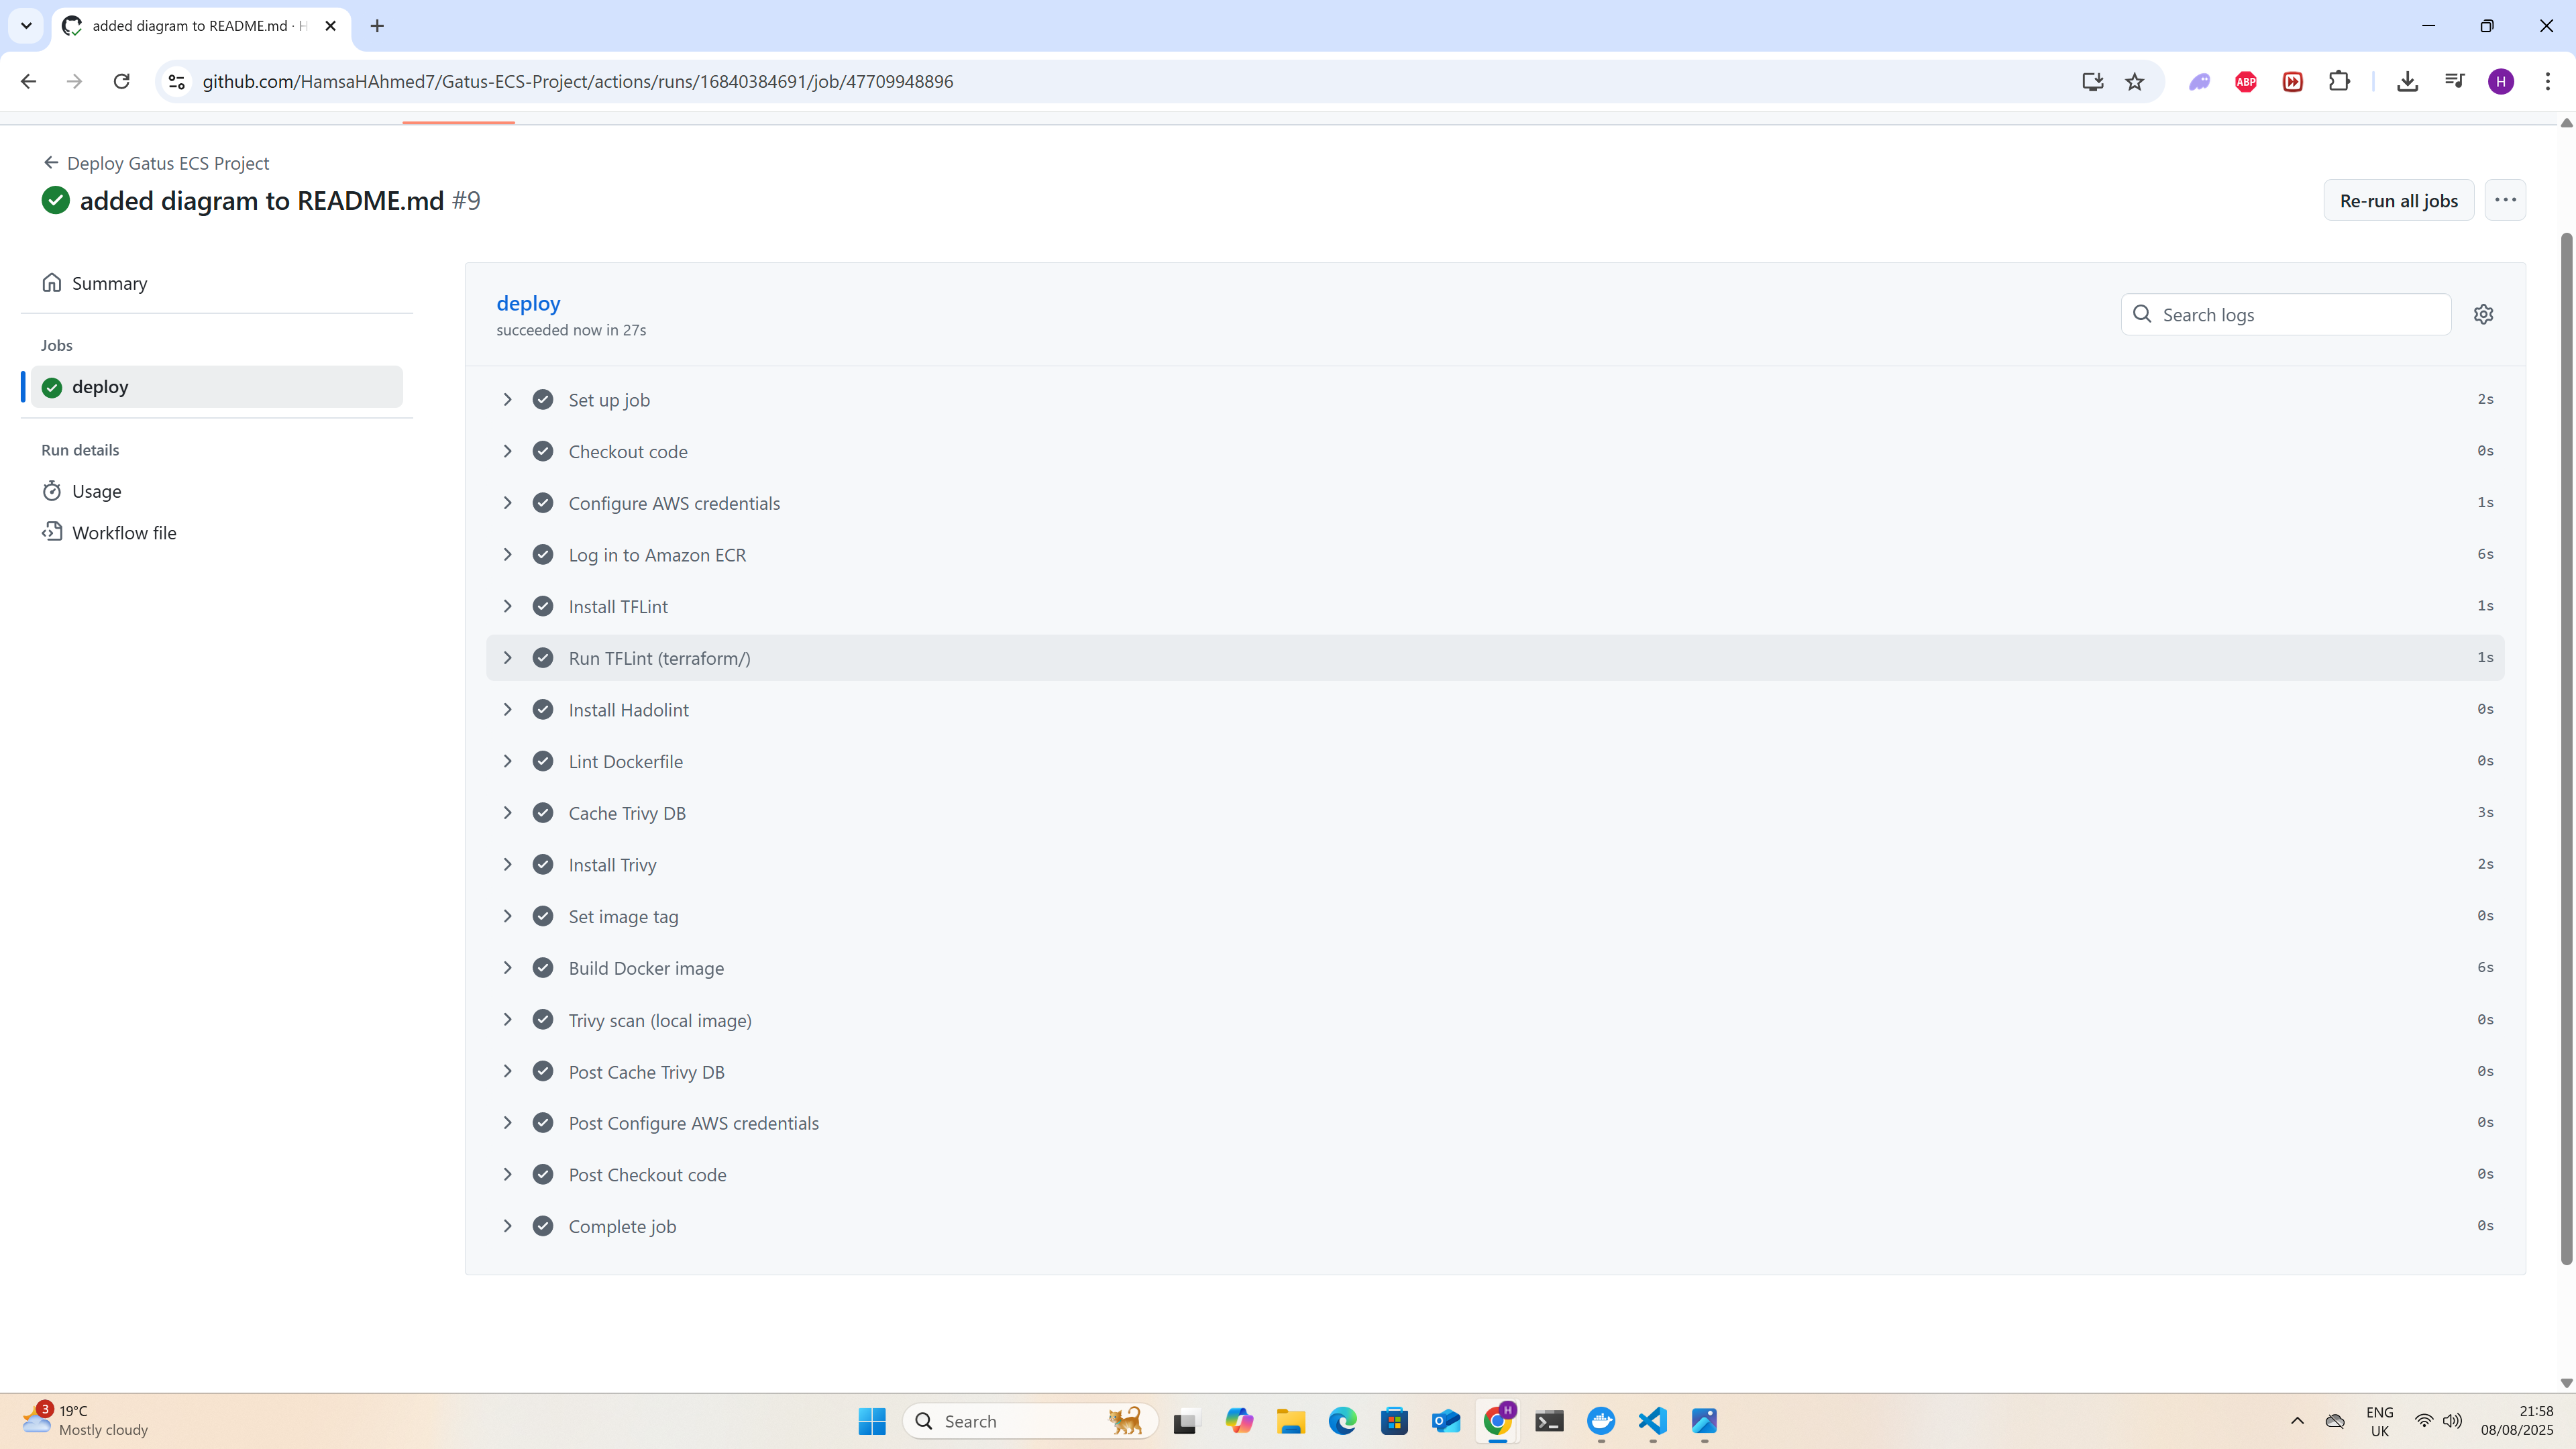 added diagram to README.md · H
github.com/HamsaHAhmed7/Gatus-ECS-Project/actions/runs/16840384691/job/47709948896
ABP
H
Deploy Gatus ECS Project
added diagram to README.md #9
Re-run all jobs
Summary
Jobs
deploy
Run details
Usage
Workflow file
deploy
succeeded now in 27s
Search logs
Set up job 2s
Checkout code 0s
Configure AWS credentials 1s
Log in to Amazon ECR 6s
Install TFLint 1s
Run TFLint (terraform/) 1s
Install Hadolint 0s
Lint Dockerfile 0s
Cache Trivy DB 3s
Install Trivy 2s
Set image tag 0s
Build Docker image 6s
Trivy scan (local image) 0s
Post Cache Trivy DB 0s
Post Configure AWS credentials 0s
Post Checkout code 0s
Complete job 0s
3
19°C
Mostly cloudy
Search
H
ENG
UK
21:58
08/08/2025